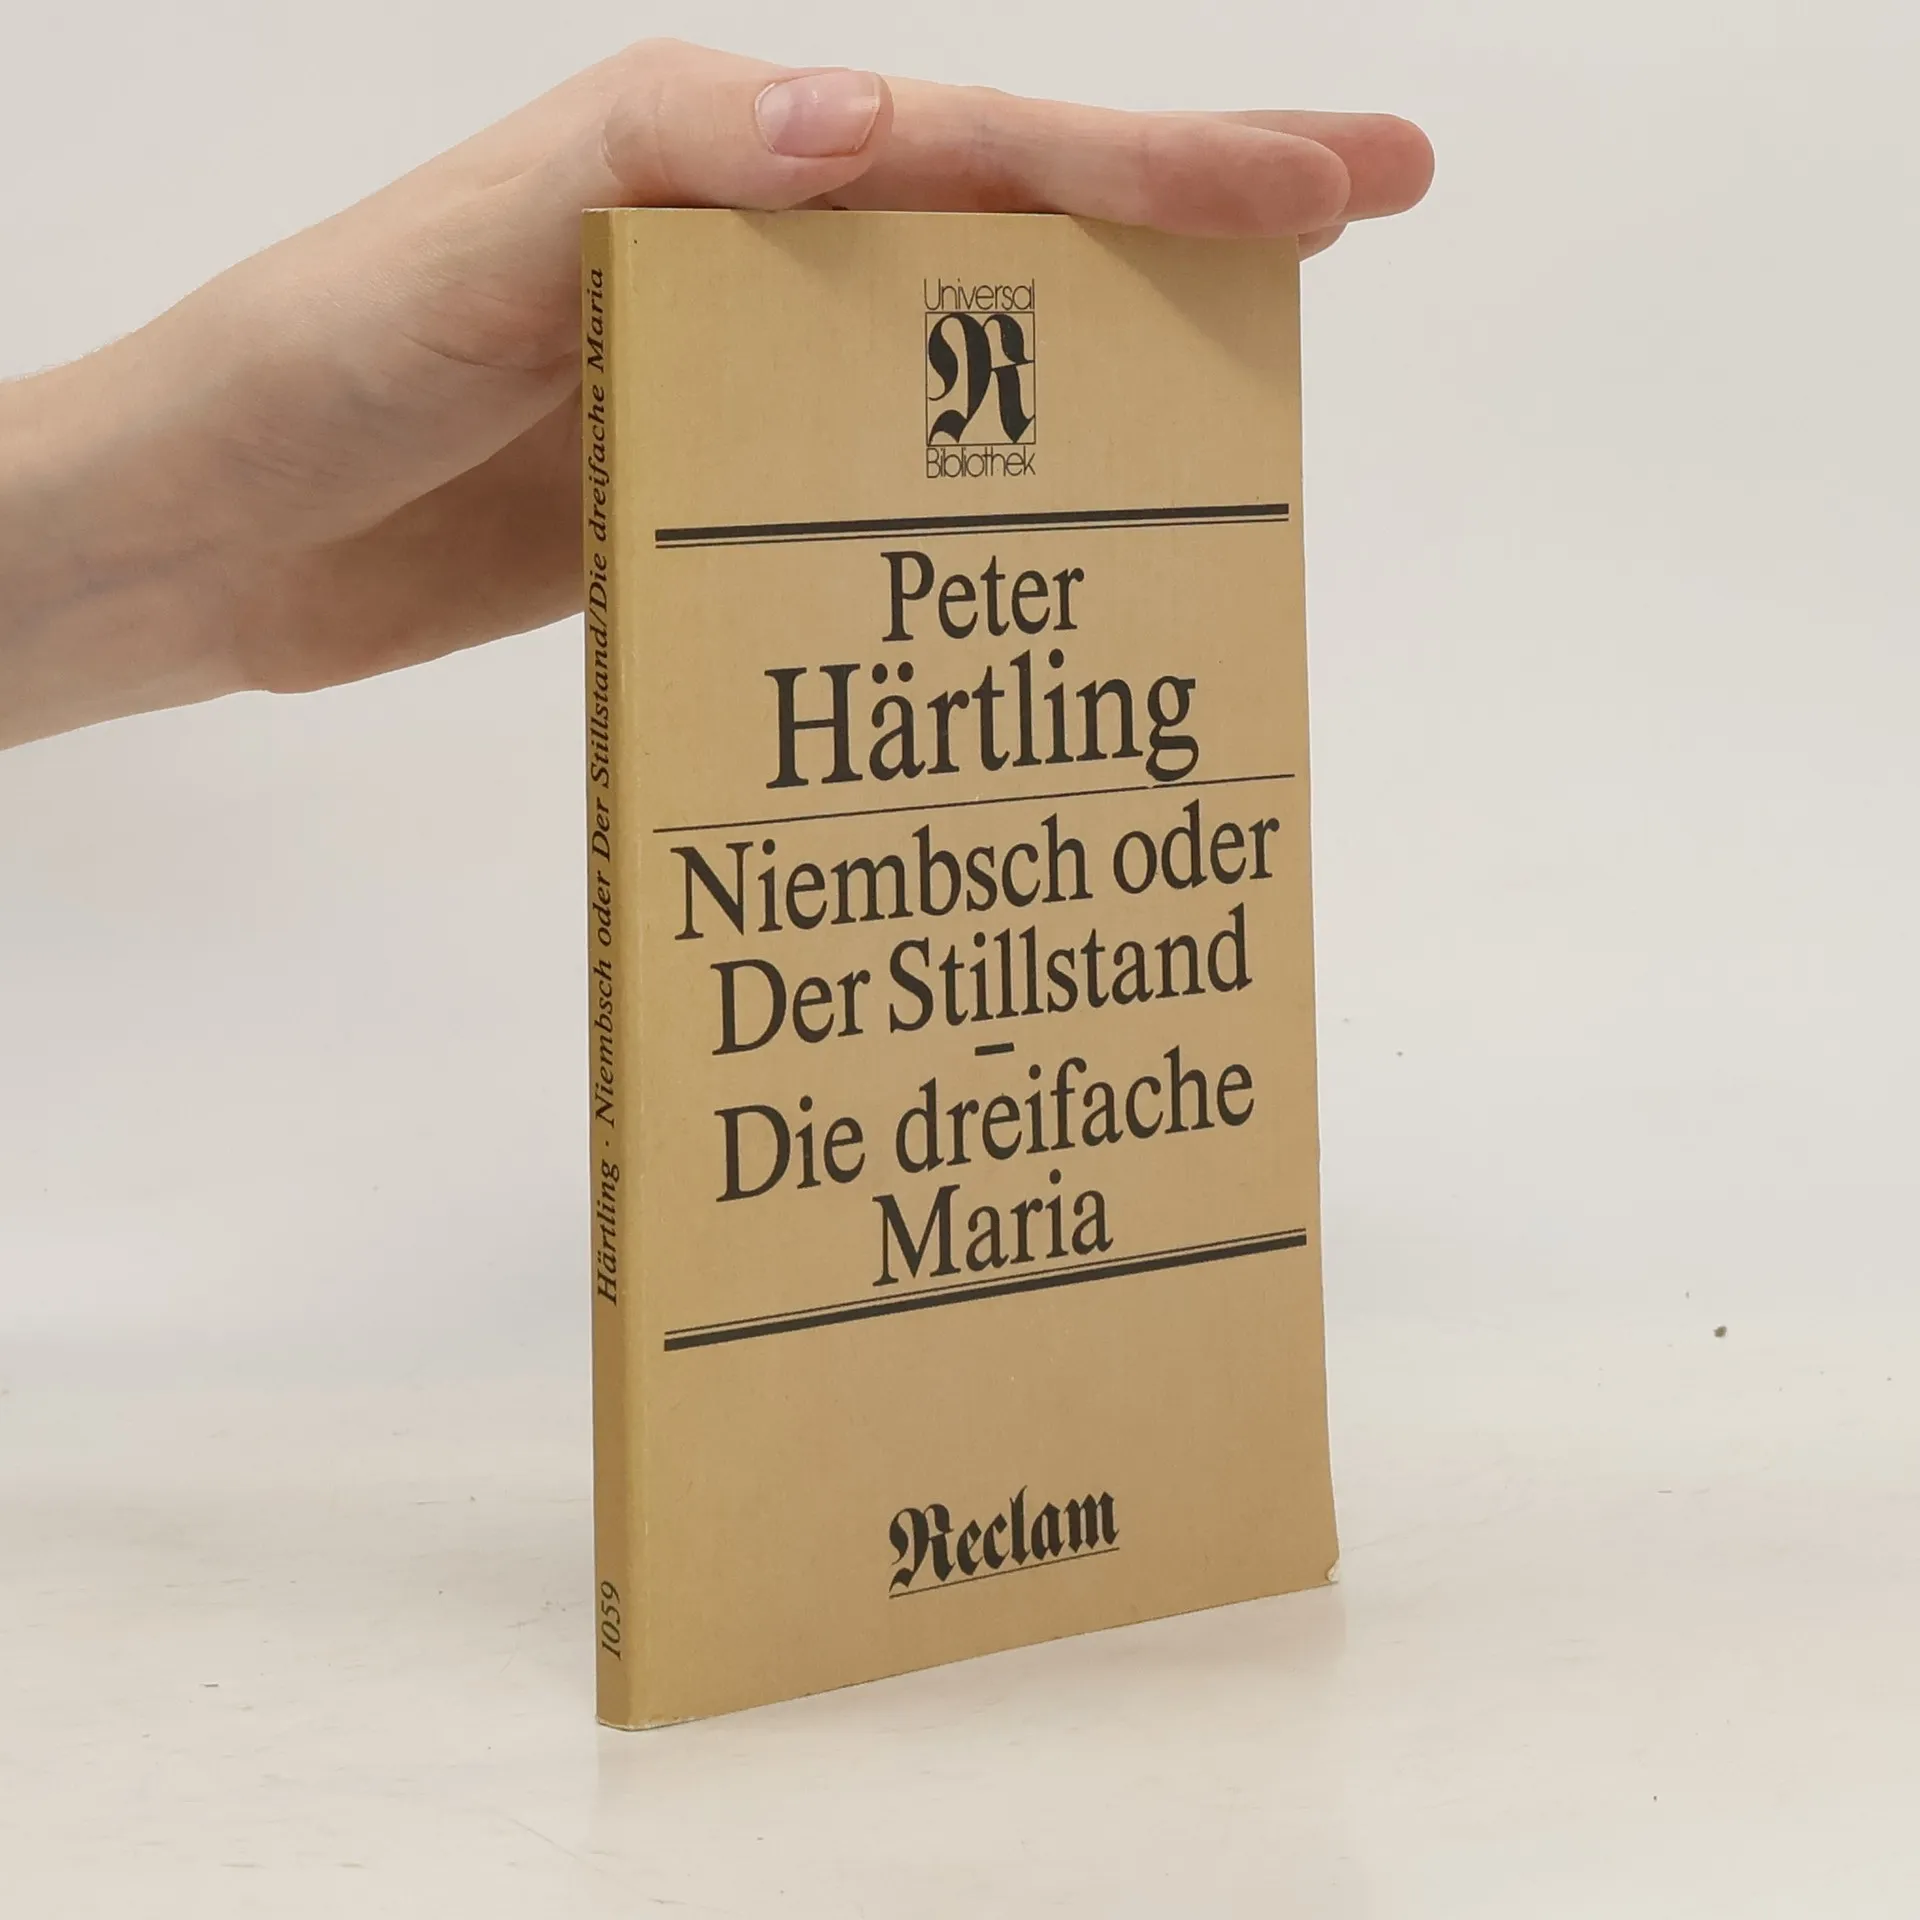 Universal
R
Bibliothek
Peter
Härtling
Niembsch oder
Der Stillstand
–
Die dreifache
Maria
Reclam
Härtling · Niembsch oder Der Stillstand/Die dreifache Maria
1059